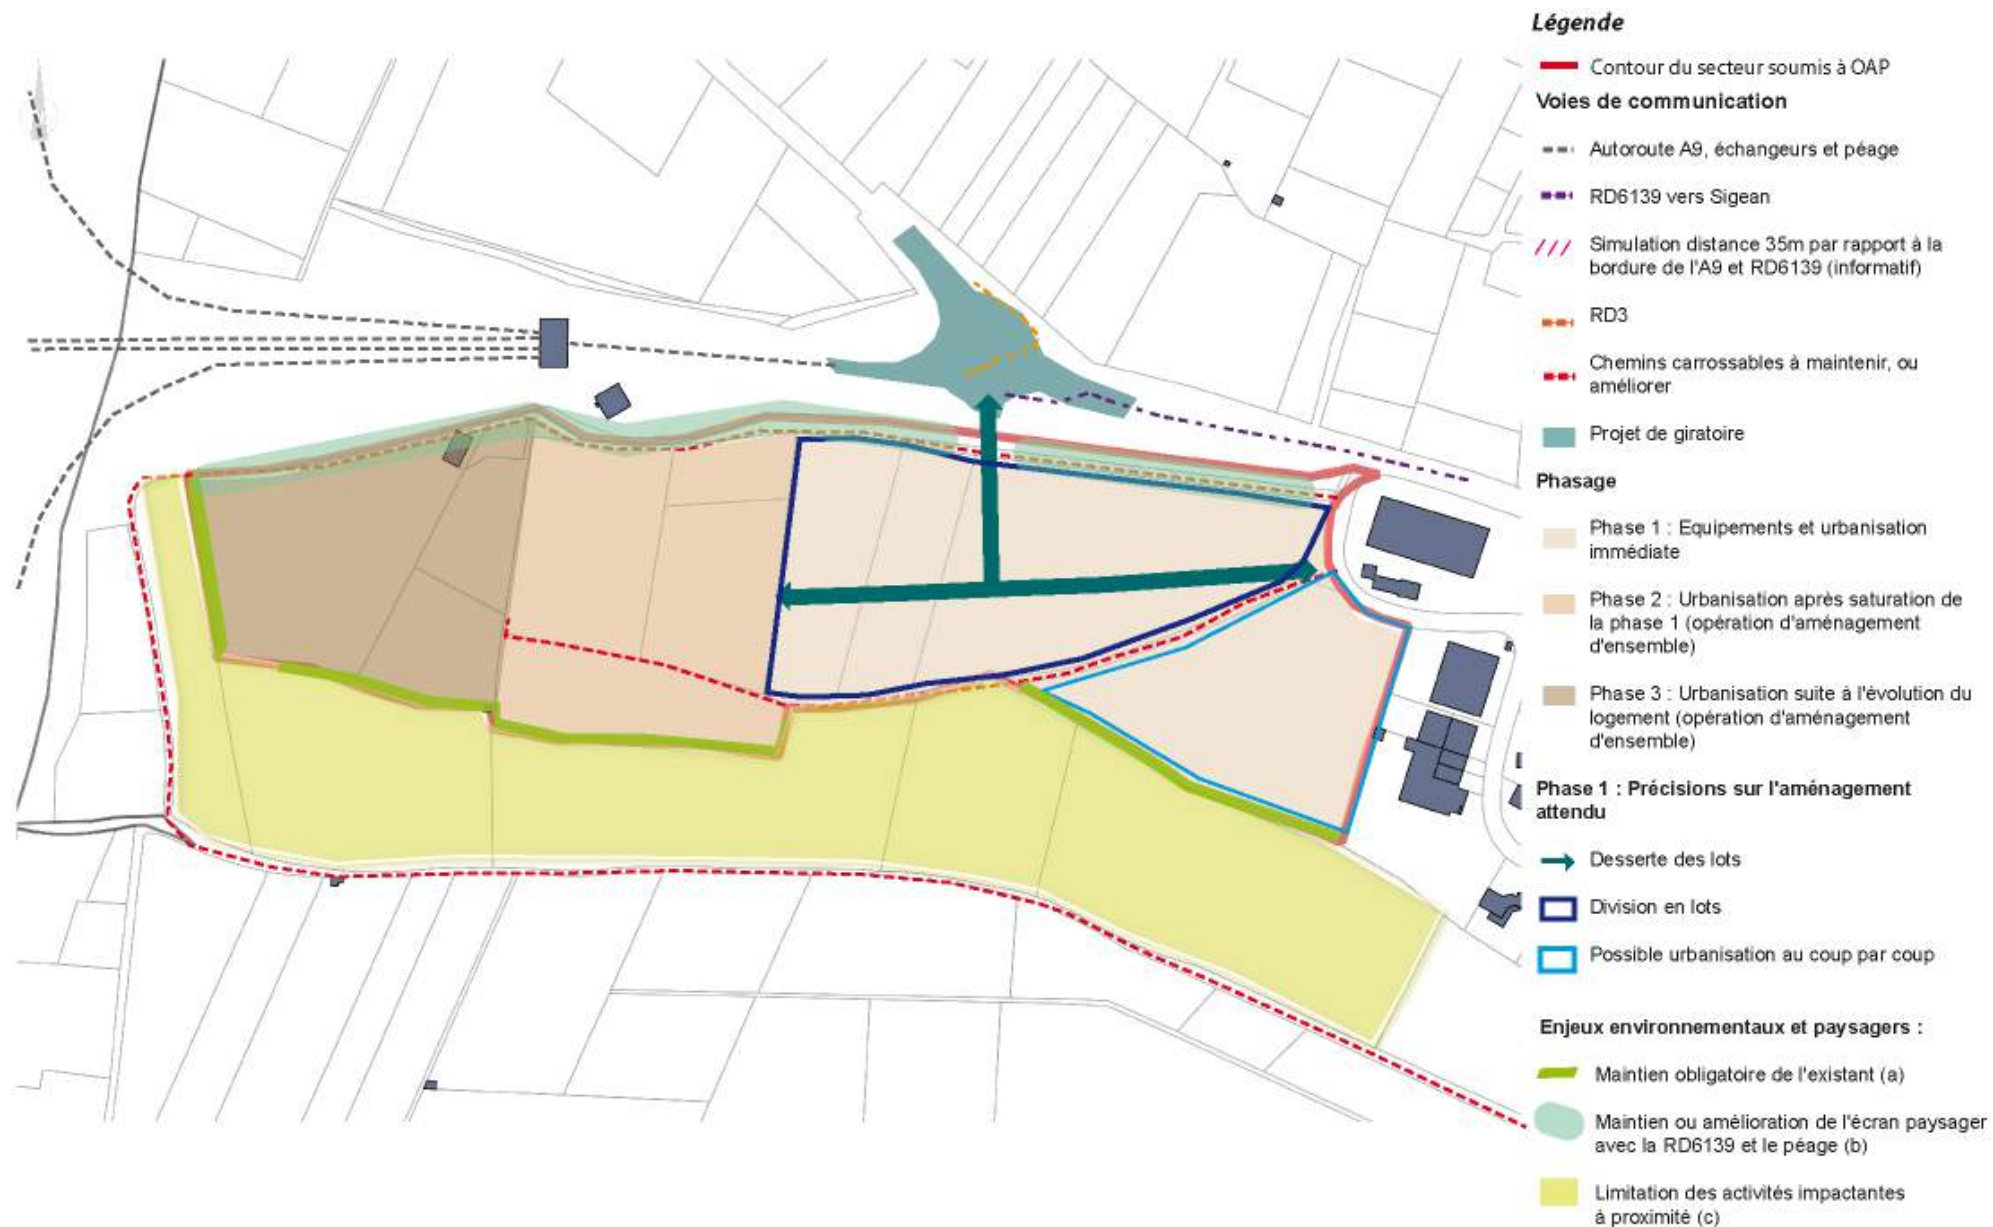 Légende
Contour du secteur soumis à OAP
Voies de communication
Autoroute A9, échangeurs et péage
RD6139 vers Sigean
Simulation distance 35m par rapport à la
bordure de l'A9 et RD6139 (informatif)
RD3
Chemins carrossables à maintenir, ou
améliorer
Projet de giratoire
Phasage
Phase 1 : Equipements et urbanisation
immédiate
Phase 2 : Urbanisation après saturation de
la phase 1 (opération d'aménagement
d'ensemble)
Phase 3 : Urbanisation suite à l'évolution du
logement (opération d'aménagement
d'ensemble)
Phase 1 : Précisions sur l'aménagement
attendu
Desserte des lots
Division en lots
Possible urbanisation au coup par coup
Enjeux environnementaux et paysagers :
Maintien obligatoire de l'existant (a)
Maintien ou amélioration de l'écran paysager
avec la RD6139 et le péage (b)
Limitation des activités impactantes
à proximité (c)